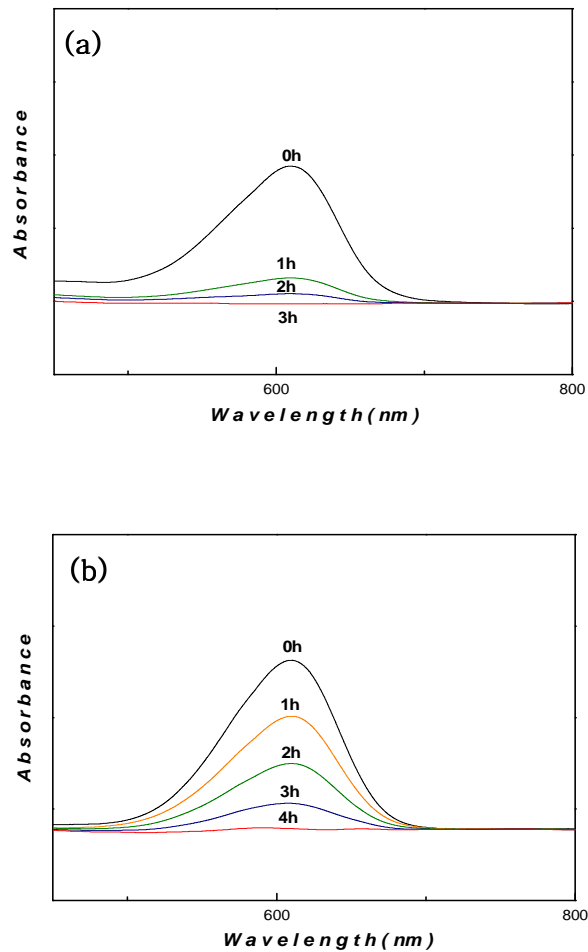 (a)
Absorbance
0h
1h
2h
3h
600
800
Wavelength(nm)
(b)
Absorbance
0h
1h
2h
3h
4h
600
800
Wavelength(nm)